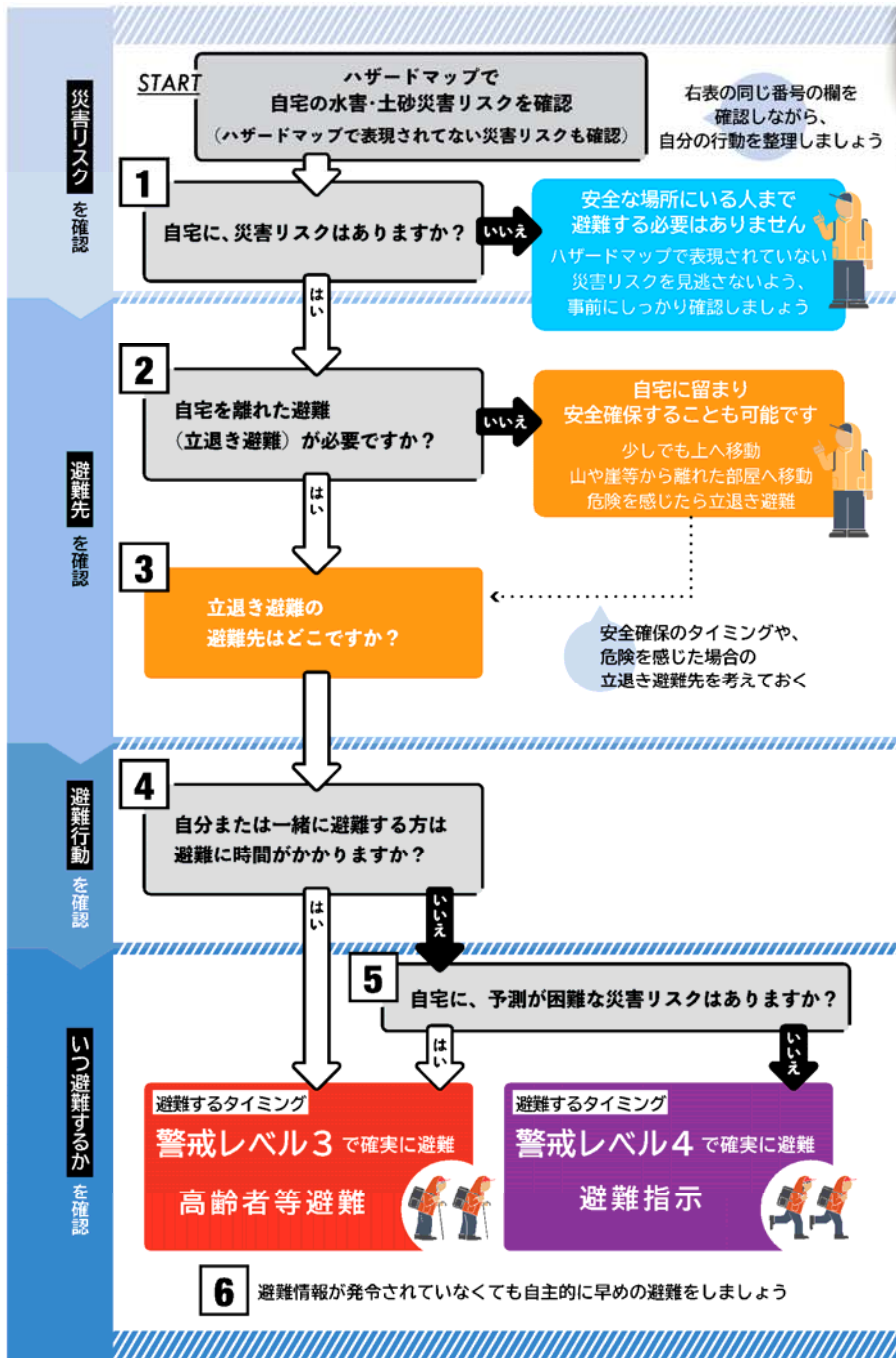 START
ハザードマップで
自宅の水害・土砂災害リスクを確認
（ハザードマップで表現されてない災害リスクも確認）
右表の同じ番号の欄を
確認しながら、
自分の行動を整理しましょう
災害リスク を確認
1
自宅に、災害リスクはありますか？
いいえ
安全な場所にいる人まで
避難する必要はありません
ハザードマップで表現されていない
災害リスクを見逃さないよう、
事前にしっかり確認しましょう
はい
避難先 を確認
2
自宅を離れた避難
（立退き避難）が必要ですか？
いいえ
自宅に留まり
安全確保することも可能です
少しでも上へ移動
山や崖等から離れた部屋へ移動
危険を感じたら立退き避難
はい
3
立退き避難の
避難先はどこですか？
安全確保のタイミングや、
危険を感じた場合の
立退き避難先を考えておく
避難行動 を確認
4
自分または一緒に避難する方は
避難に時間がかかりますか？
はい
いいえ
いつ避難するか を確認
5
自宅に、予測が困難な災害リスクはありますか？
はい
いいえ
避難するタイミング
警戒レベル3 で確実に避難
高齢者等避難
避難するタイミング
警戒レベル4 で確実に避難
避難指示
6
避難情報が発令されていなくても自主的に早めの避難をしましょう